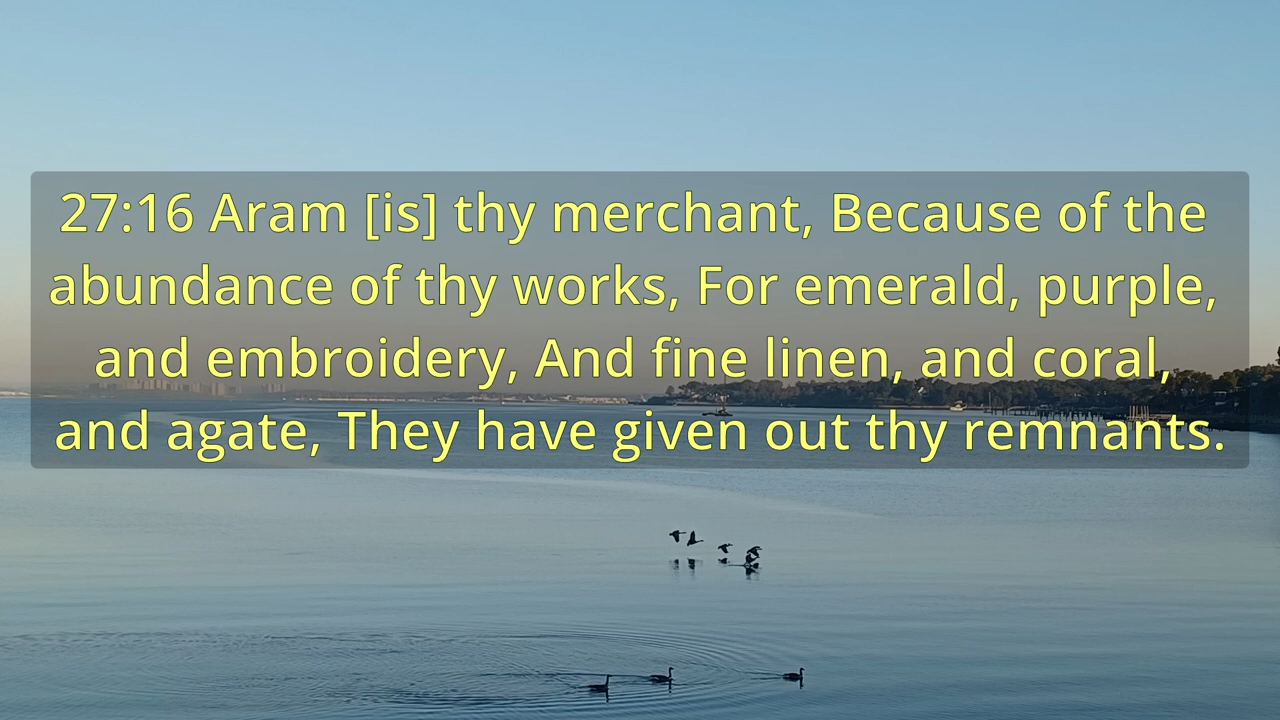 27:16 Aram [is] thy merchant, Because of the
abundance of thy works, For emerald, purple,
and embroidery, And fine linen, and coral,
and agate, They have given out thy remnants.